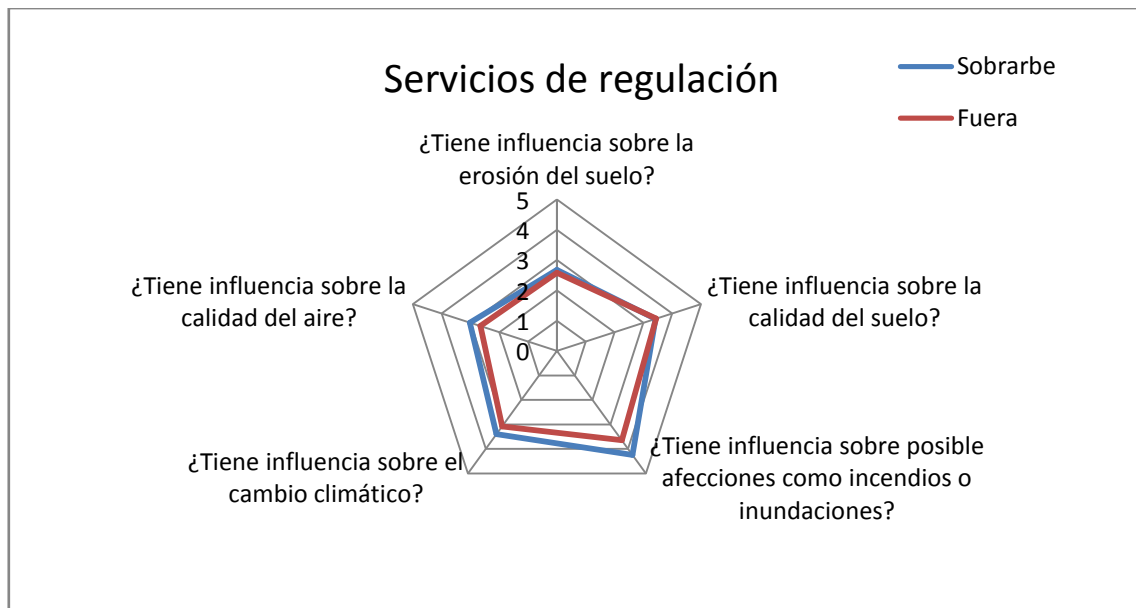 Servicios de regulación
Sobrarbe
Fuera
¿Tiene influencia sobre la
erosión del suelo?
5
4
3
2
1
0
¿Tiene influencia sobre la
calidad del aire?
¿Tiene influencia sobre la
calidad del suelo?
¿Tiene influencia sobre el
cambio climático?
¿Tiene influencia sobre posible
afecciones como incendios o
inundaciones?